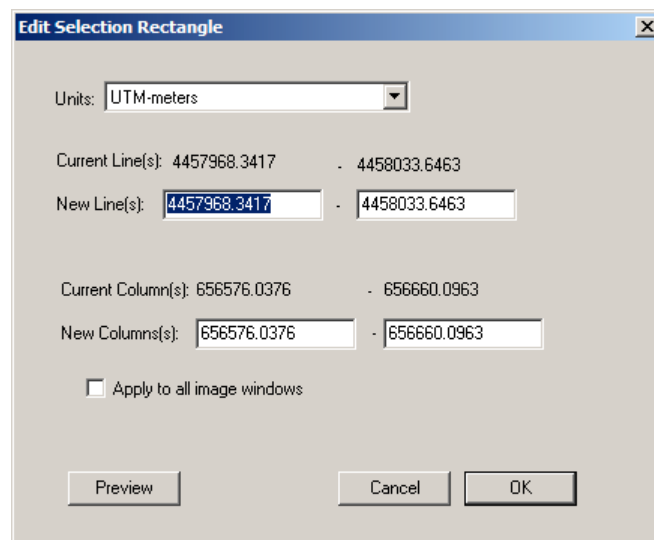 Edit Selection Rectangle
Units: UTM-meters
Current Line(s): 4457968.3417 - 4458033.6463
New Line(s): 4457968.3417 - 4458033.6463
Current Column(s): 656576.0376 - 656660.0963
New Columns(s): 656576.0376 - 656660.0963
Apply to all image windows
Preview Cancel OK